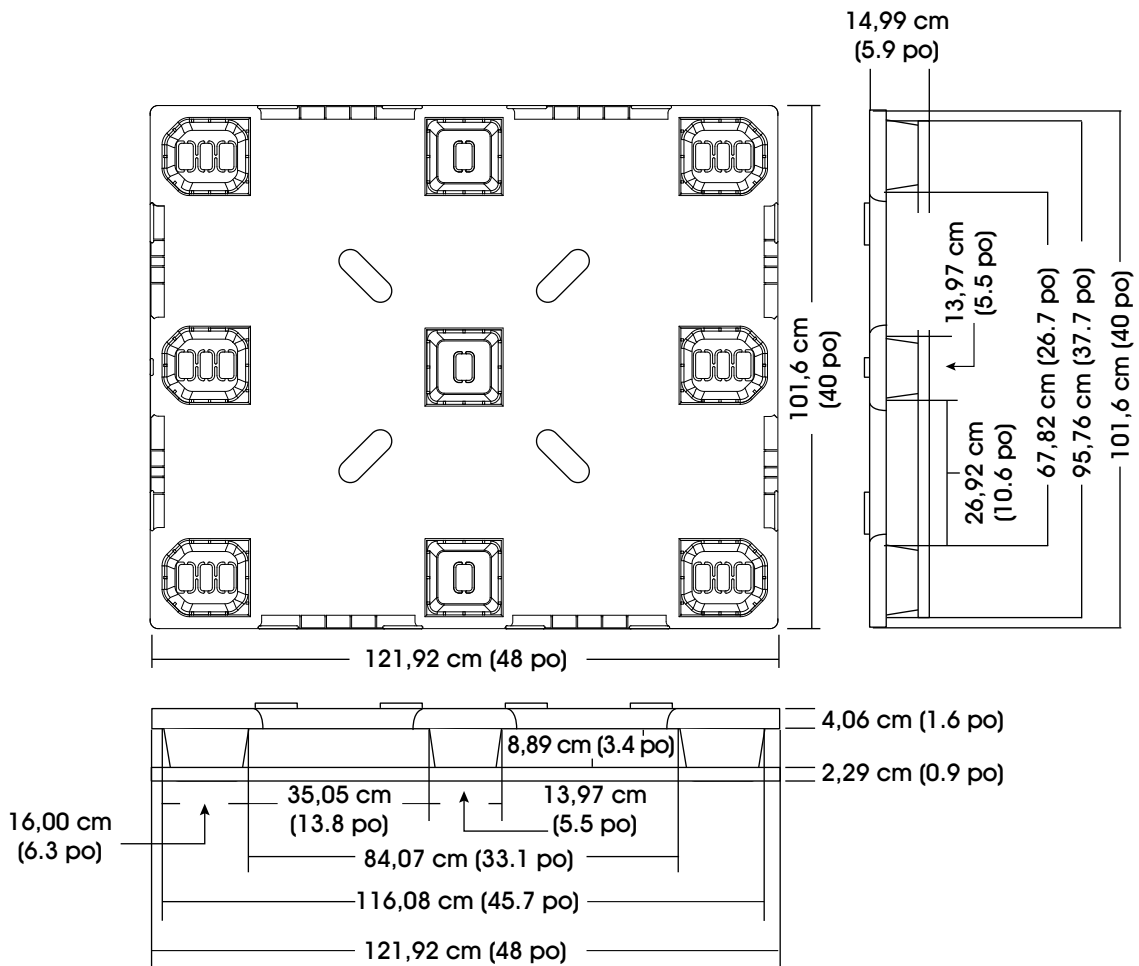 14,99 cm
(5.9 po)
101,6 cm
(40 po)
13,97 cm
(5.5 po)
26,92 cm
(10.6 po)
67,82 cm (26.7 po)
95,76 cm (37.7 po)
101,6 cm (40 po)
121,92 cm (48 po)
4,06 cm (1.6 po)
8,89 cm (3.4 po)
2,29 cm (0.9 po)
16,00 cm
(6.3 po)
35,05 cm
(13.8 po)
13,97 cm
(5.5 po)
84,07 cm (33.1 po)
116,08 cm (45.7 po)
121,92 cm (48 po)